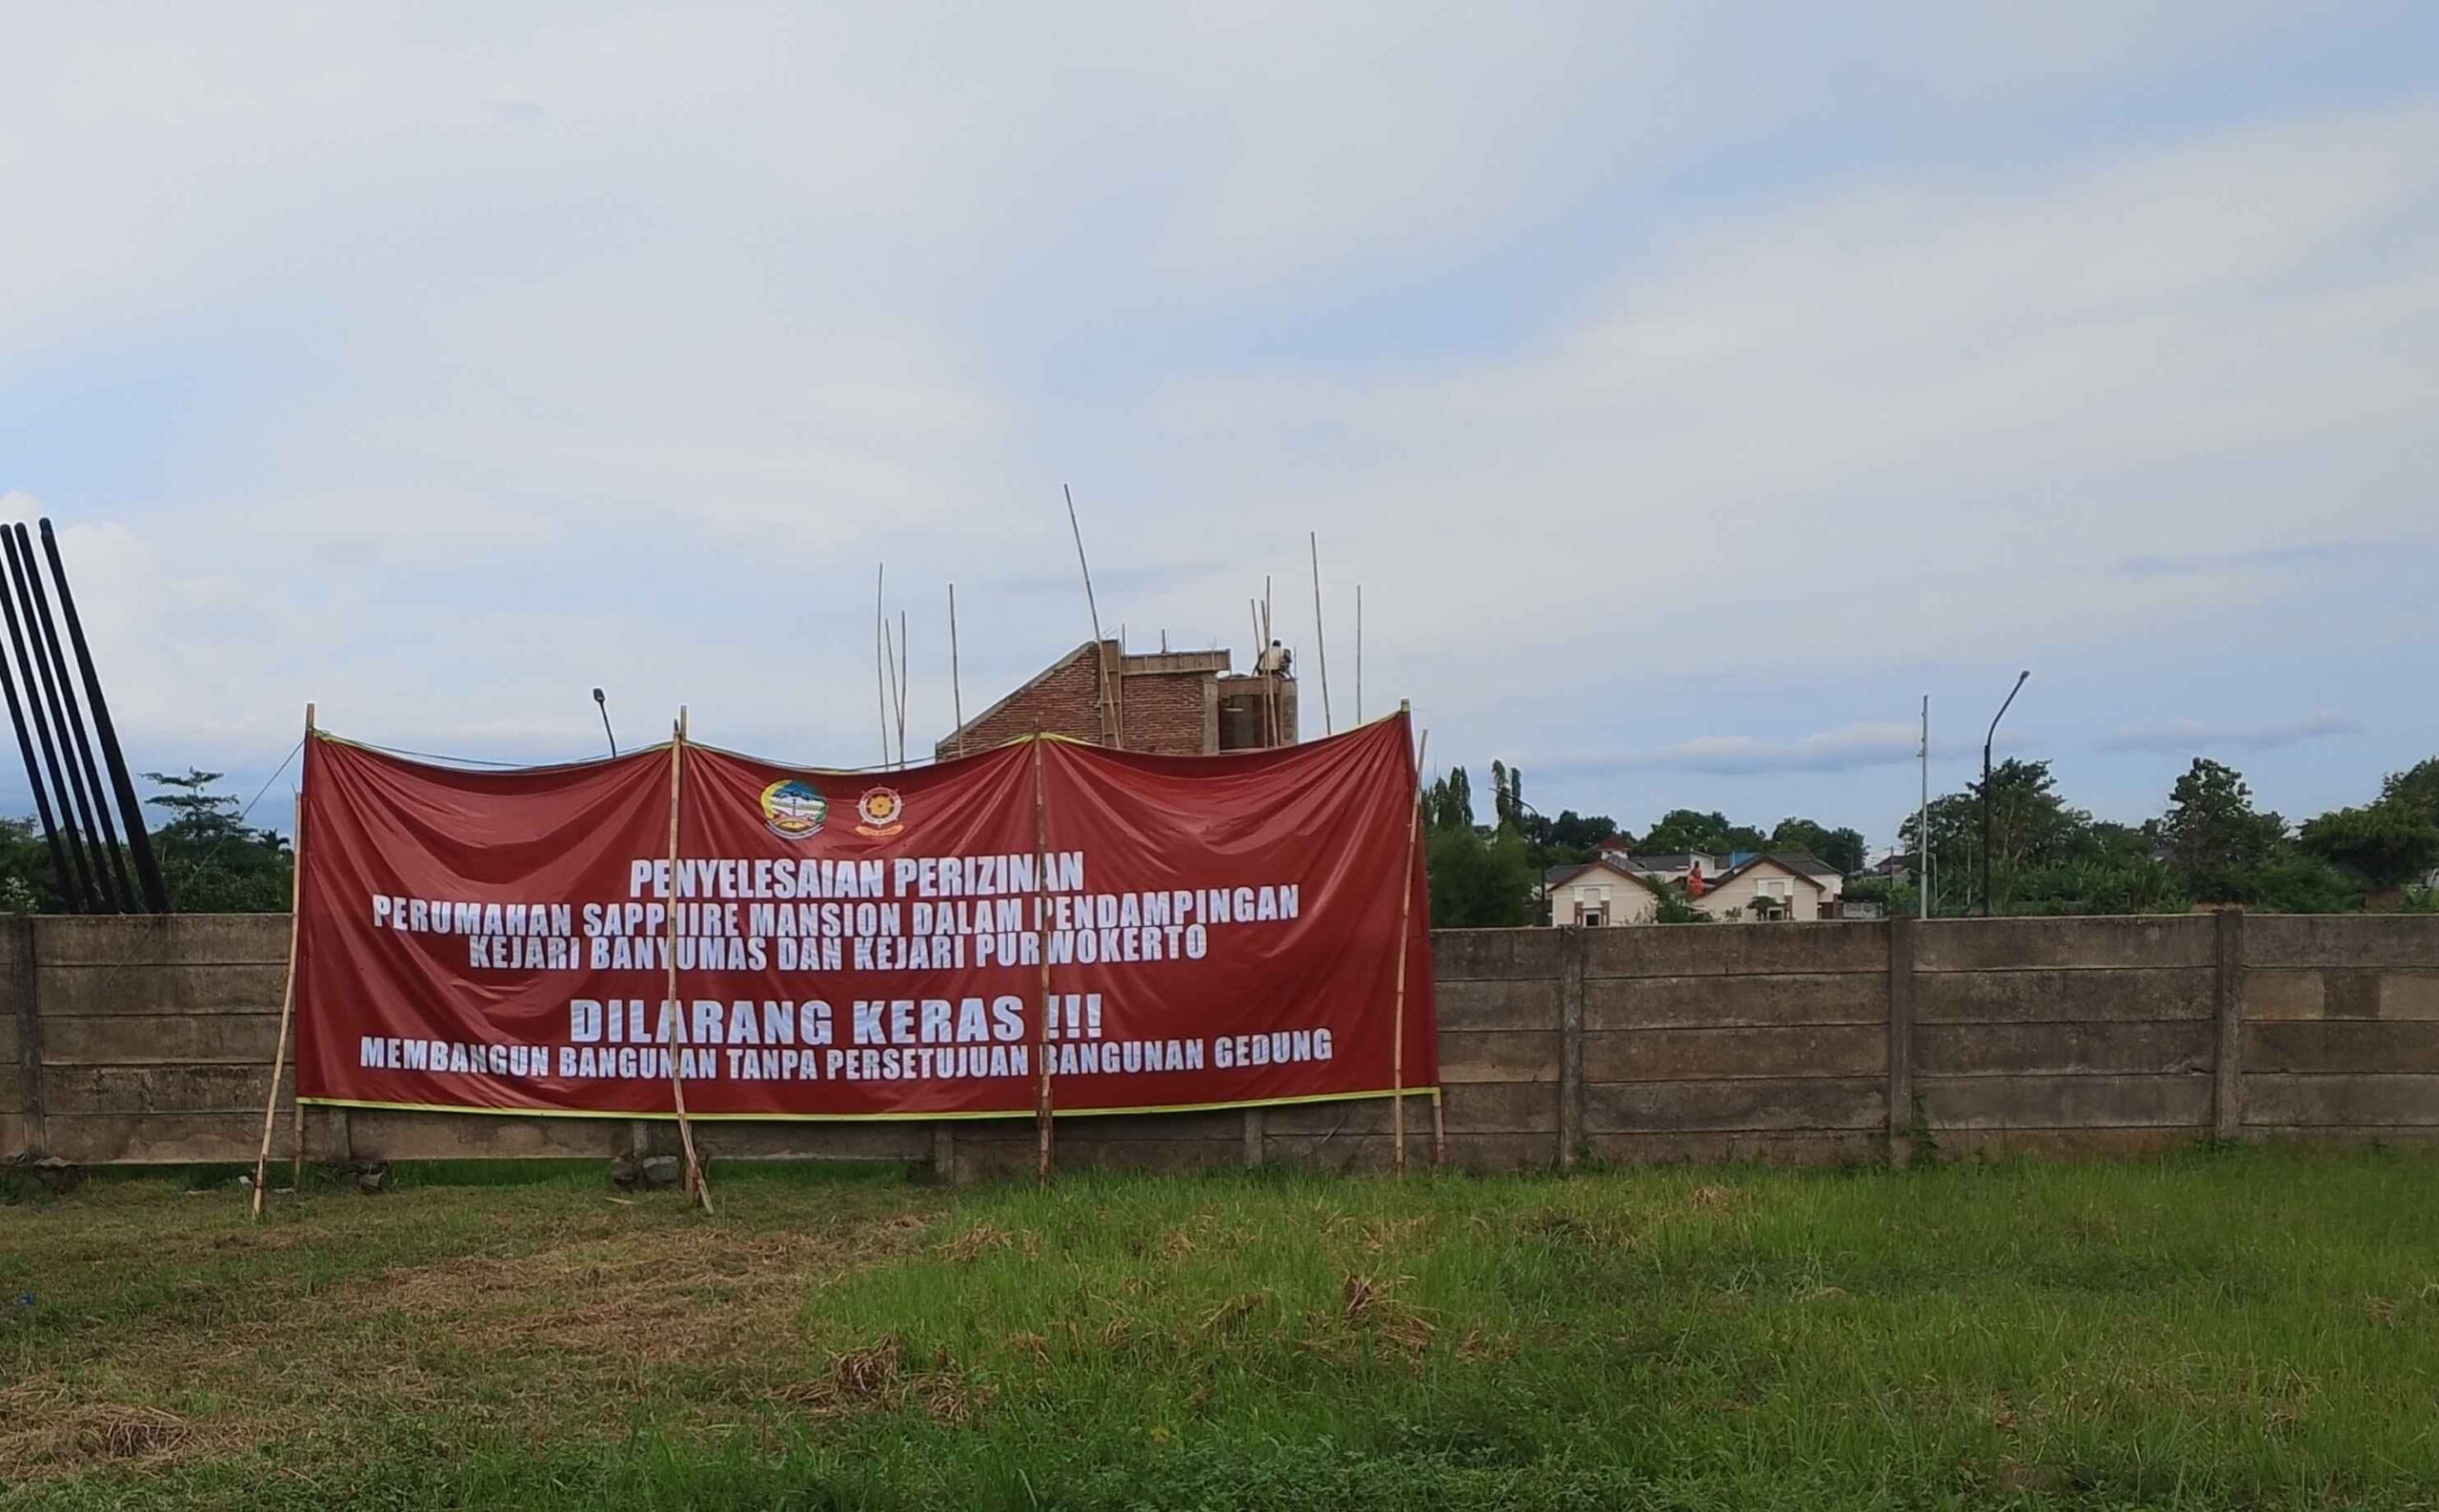 PENYELESAIAN PERIZINAN
PERUMAHAN SAPPHIRE MANSION DALAM PENDAMPINGAN
KEJARI BANYUMAS DAN KEJARI PURWOKERTO
DILARANG KERAS !!!
MEMBANGUN BANGUNAN TANPA PERSETUJUAN BANGUNAN GEDUNG